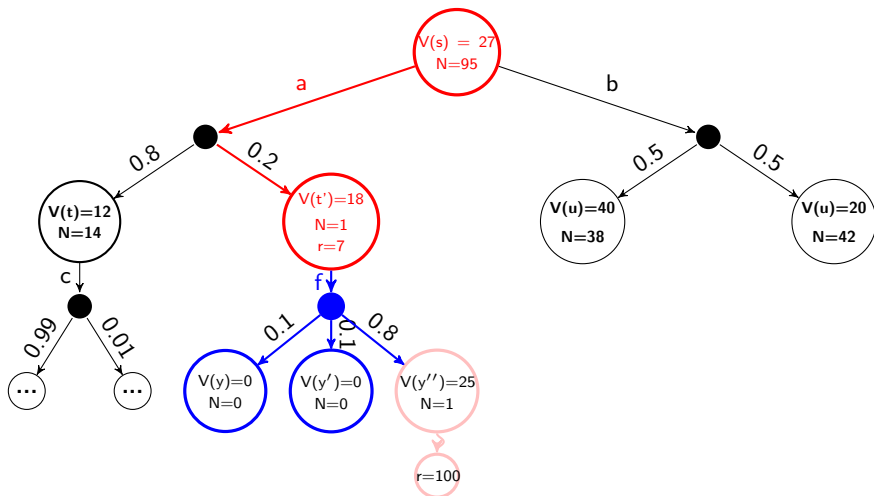 V(s) = 27
N=95
a
b
0.8
0.2
0.5
0.5
V(t)=12
N=14
V(t')=18
N=1
r=7
V(u)=40
N=38
V(u)=20
N=42
c
f
0.99
0.01
0.1
0.1
0.8
...
...
V(y)=0
N=0
V(y′)=0
N=0
V(y′′)=25
N=1
r=100